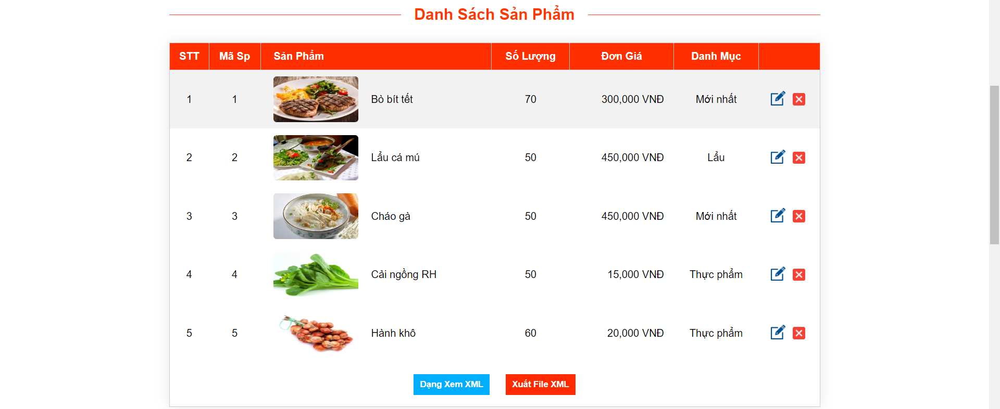 Danh Sách Sản Phẩm
STT Mã Sp Sản Phẩm Số Lượng Đơn Giá Danh Mục
1 1 Bò bít tết 70 300,000 VNĐ Mới nhất
2 2 Lẩu cá mú 50 450,000 VNĐ Lẩu
3 3 Cháo gà 50 450,000 VNĐ Mới nhất
4 4 Cải ngồng RH 50 15,000 VNĐ Thực phẩm
5 5 Hành khô 60 20,000 VNĐ Thực phẩm
Dạng Xem XML Xuất File XML